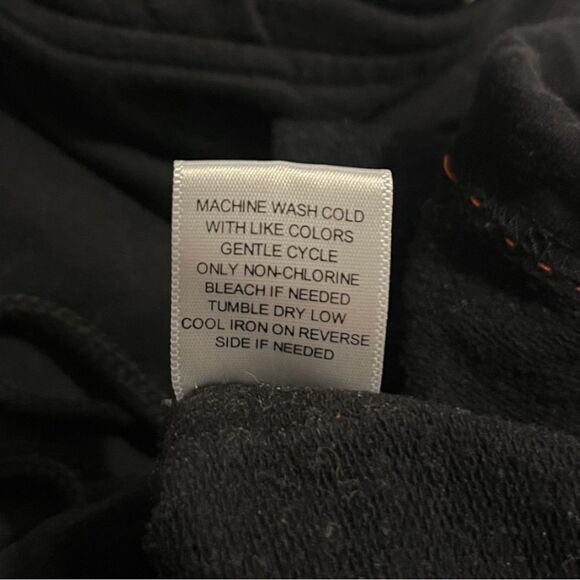 MACHINE WASH COLD
WITH LIKE COLORS
GENTLE CYCLE
ONLY NON-CHLORINE
BLEACH IF NEEDED
TUMBLE DRY LOW
COOL IRON ON REVERSE
SIDE IF NEEDED